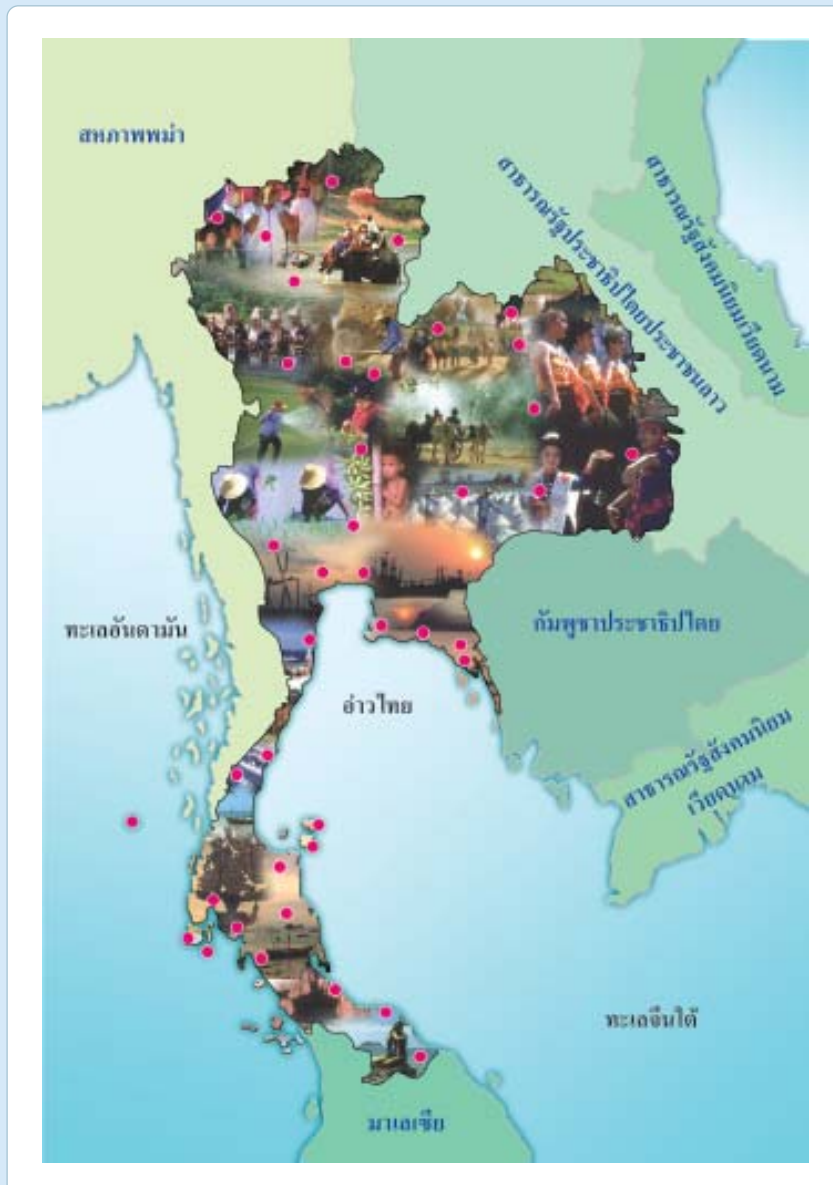 สหภาพพม่า
สาธารณรัฐประชาธิปไตยประชาชนลาว
สาธารณรัฐสังคมนิยมเวียดนาม
ทะเลอันดามัน
กัมพูชาประชาธิปไตย
อ่าวไทย
สาธารณรัฐสังคมนิยม
เวียดนาม
ทะเลจีนใต้
มาเลเซีย